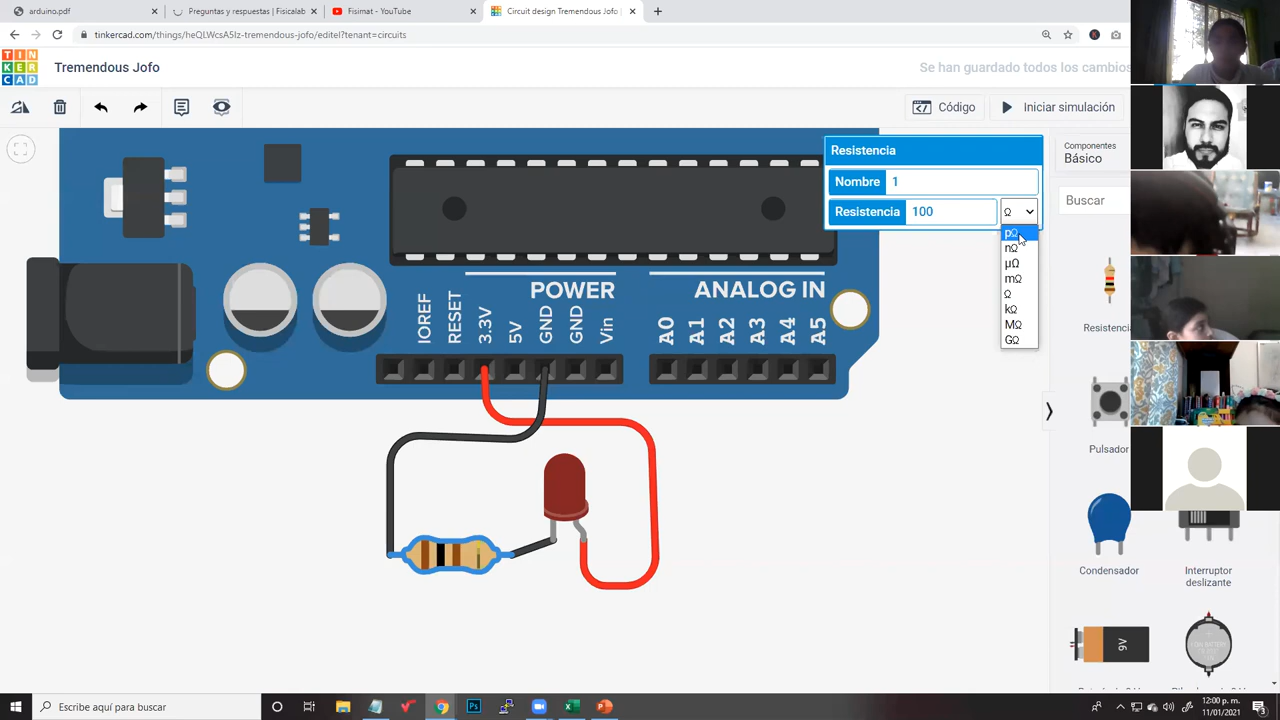 arduino.pdf
Preguntas y respuestas | Fisicalab
Fisimat - YouTube
Circuit design Tremendous Jofo |
tinkercad.com/things/heQLWcsA5Iz-tremendous-jofo/editel?tenant=circuits
TIN
KER
CAD
Tremendous Jofo
Se han guardado todos los cambios
Código
Iniciar simulación
Resistencia
Nombre 1
Resistencia 100 Ω
pΩ
nΩ
µΩ
mΩ
Ω
kΩ
MΩ
GΩ
Componentes
Básico
Buscar
Resistencia
Pulsador
Condensador
Interruptor
deslizante
9V
POWER
ANALOG IN
IOREF
RESET
3.3V
5V
GND
GND
Vin
A0
A1
A2
A3
A4
A5
Escribe aquí para buscar
12:00 p. m.
11/01/2021
3